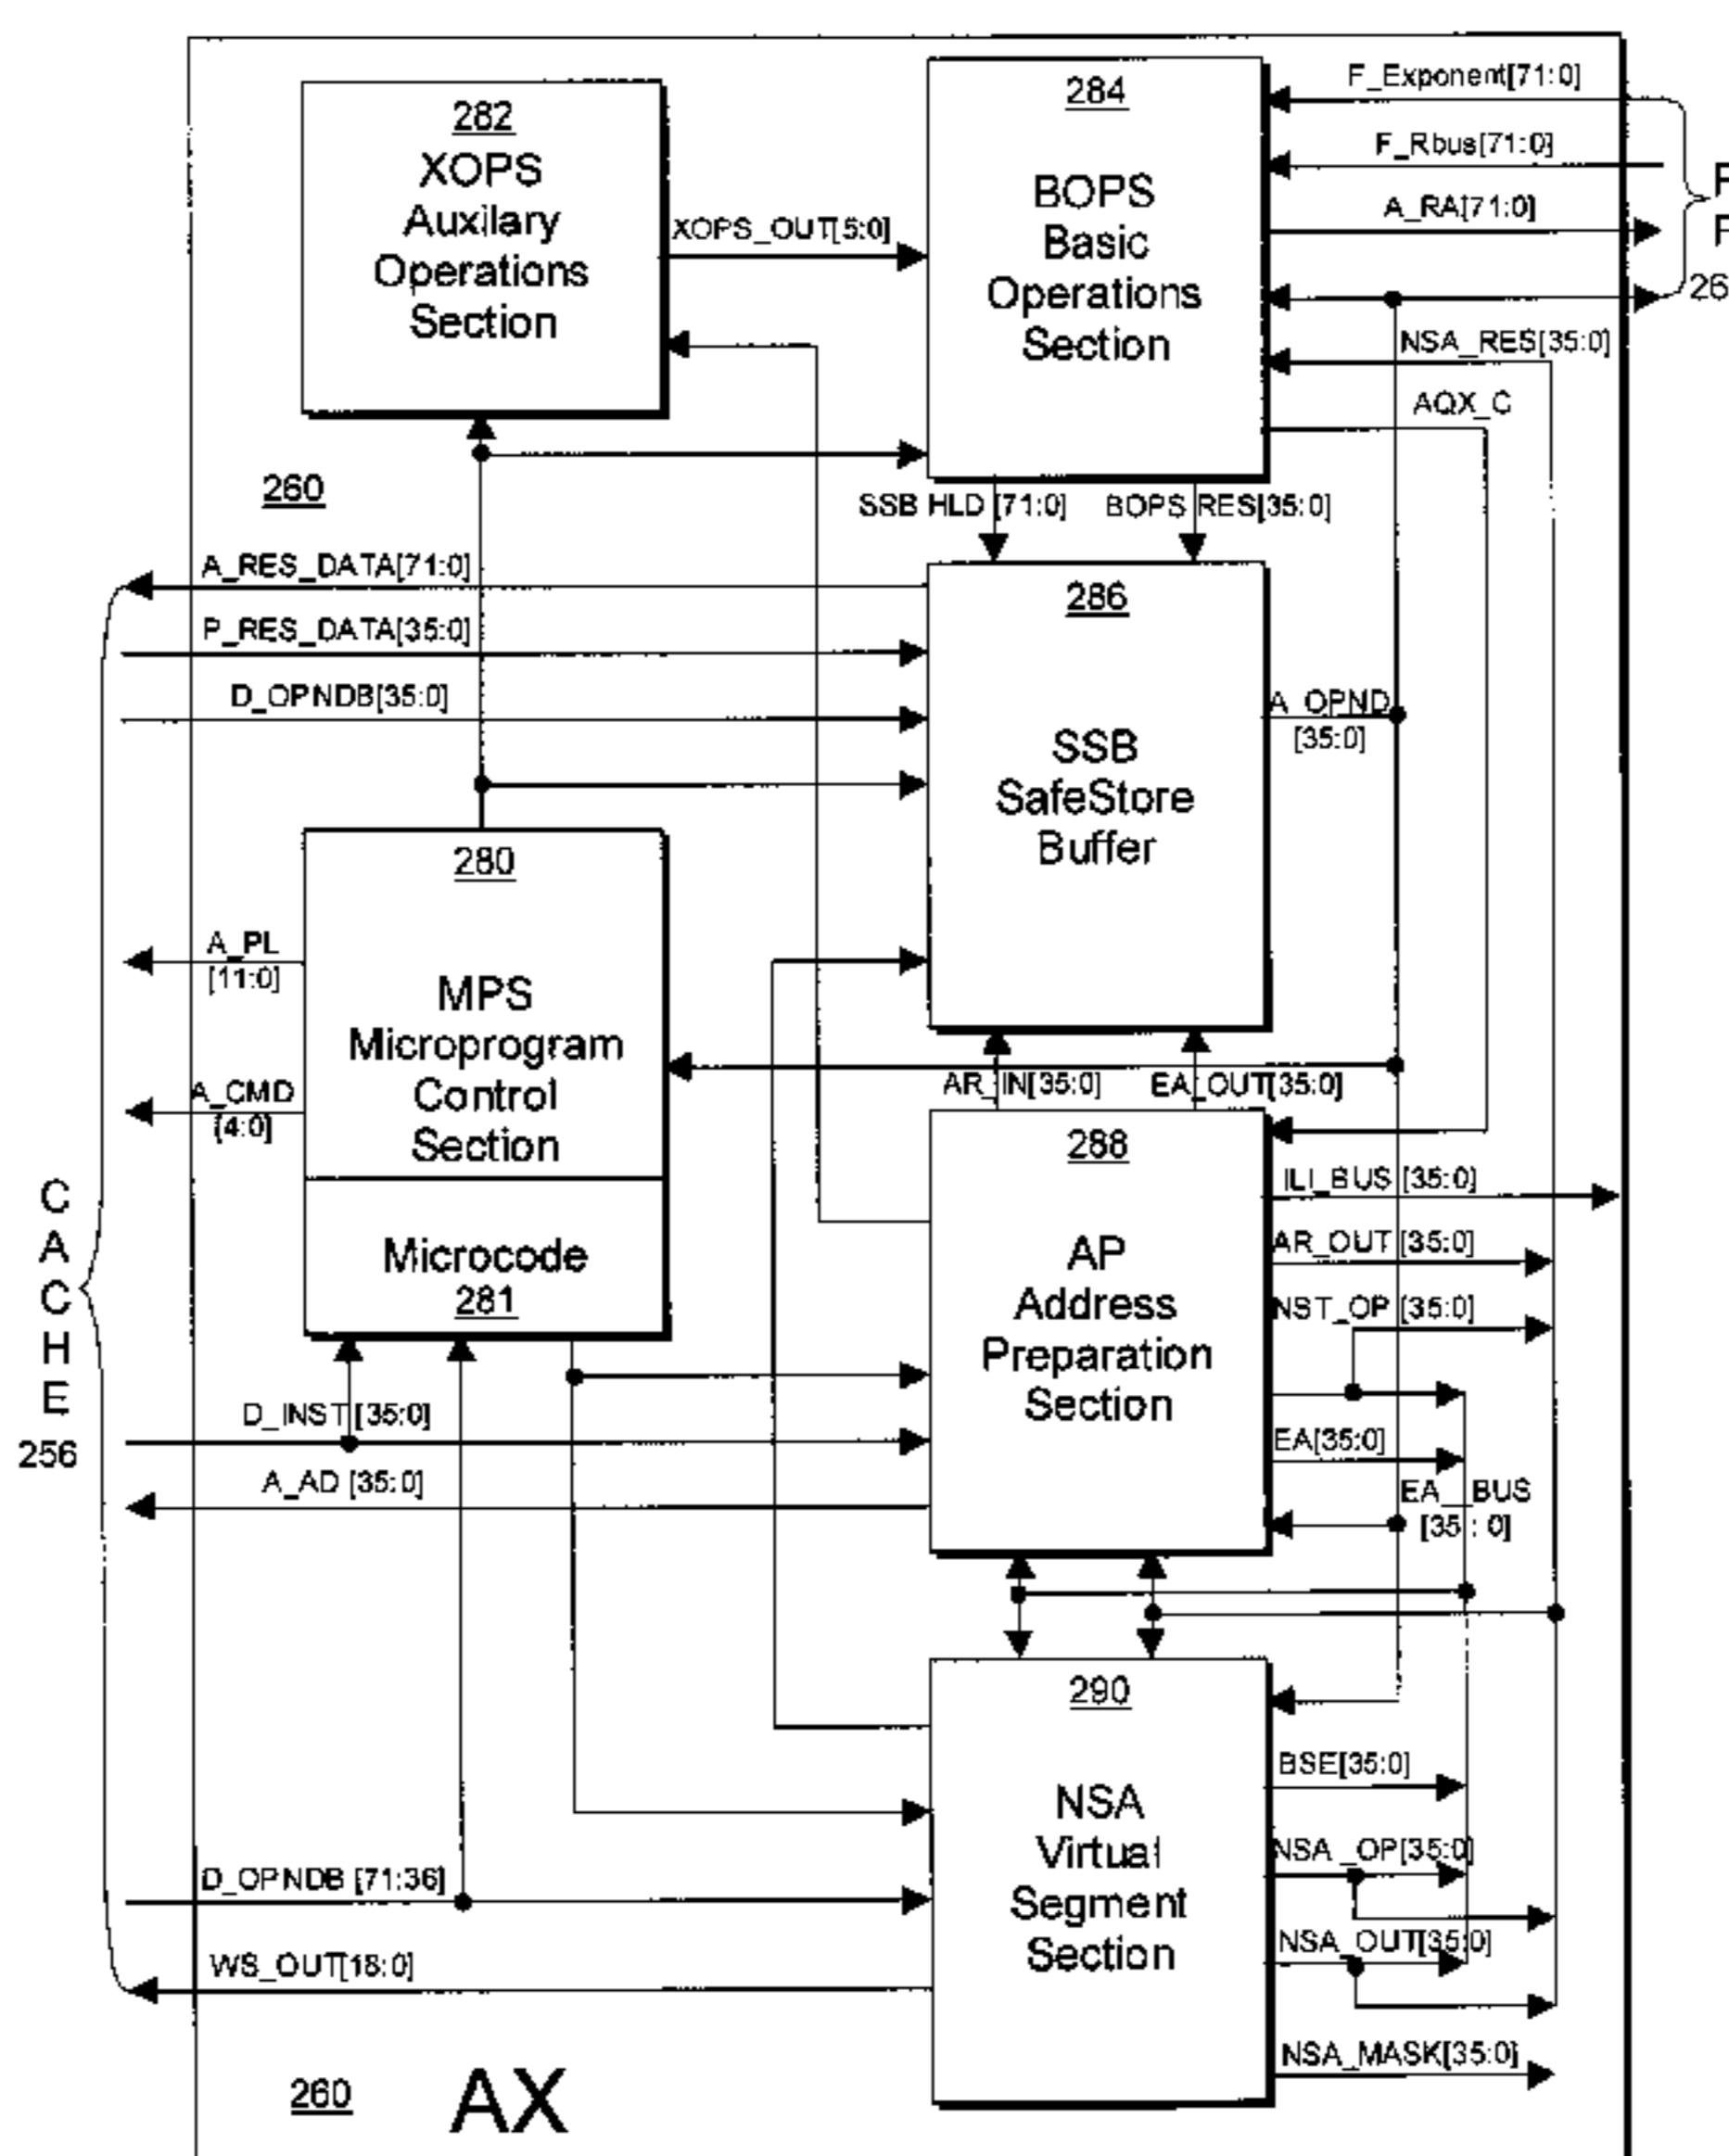 282
XOPS
Auxilary
Operations
Section
XOPS_OUT[5:0]
284
BOPS
Basic
Operations
Section
F_Exponent[71:0]
F_Rbus[71:0]
A_RA[71:0]
26
NSA_RES[35:0]
AQX_C
260
SSB HLD [71:0]
BOPS RES[35:0]
A_RES_DATA[71:0]
P_RES_DATA[35:0]
D_OPNDB[35:0]
286
SSB
SafeStore
Buffer
A_OPND
[35:0]
280
MPS
Microprogram
Control
Section
Microcode
281
A_PL
[11:0]
A_CMD
[4:0]
AR_IN[35:0]
EA_OUT[35:0]
288
AP
Address
Preparation
Section
ILI_BUS [35:0]
AR_OUT [35:0]
NST_OP [35:0]
EA[35:0]
EA_BUS
[35 : 0]
CACHE
256
D_INST [35:0]
A_AD [35:0]
290
NSA
Virtual
Segment
Section
BSE[35:0]
NSA_OP[35:0]
NSA_OUT[35:0]
NSA_MASK[35:0]
D_OPNDB [71:36]
WS_OUT[18:0]
260
AX